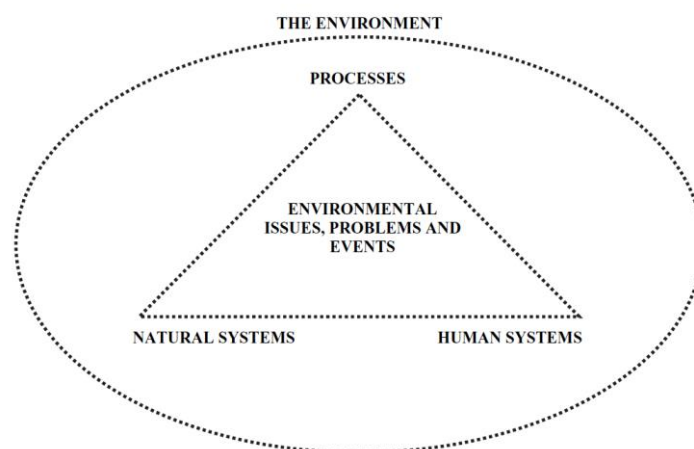 THE ENVIRONMENT
PROCESSES
ENVIRONMENTAL
ISSUES, PROBLEMS AND
EVENTS
NATURAL SYSTEMS
HUMAN SYSTEMS